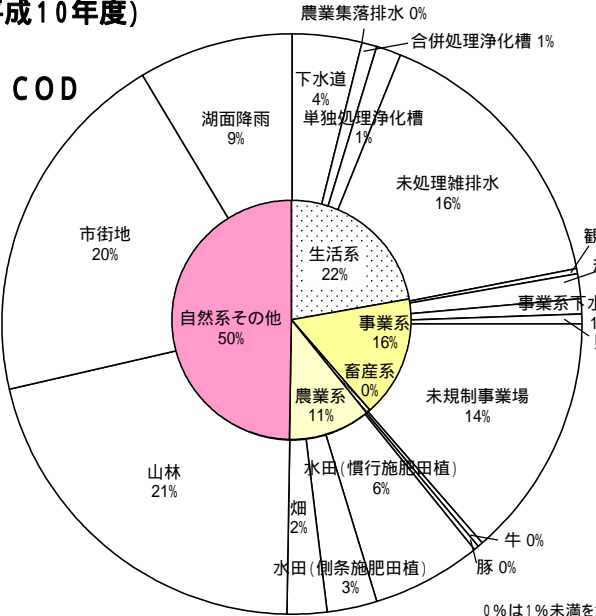 成10年度)
COD
農業集落排水 0%
合併処理浄化槽 1%
下水道
4%
単独処理浄化槽
1%
湖面降雨
9%
未処理雑排水
16%
市街地
20%
生活系
22%
事業系下水
自然系その他
50%
事業系
16%
畜産系
0%
農業系
11%
未規制事業場
14%
山林
21%
水田(慣行施肥田植)
6%
畑
2%
水田(側条施肥田植)
3%
牛 0%
豚 0%
0%は1%未満を